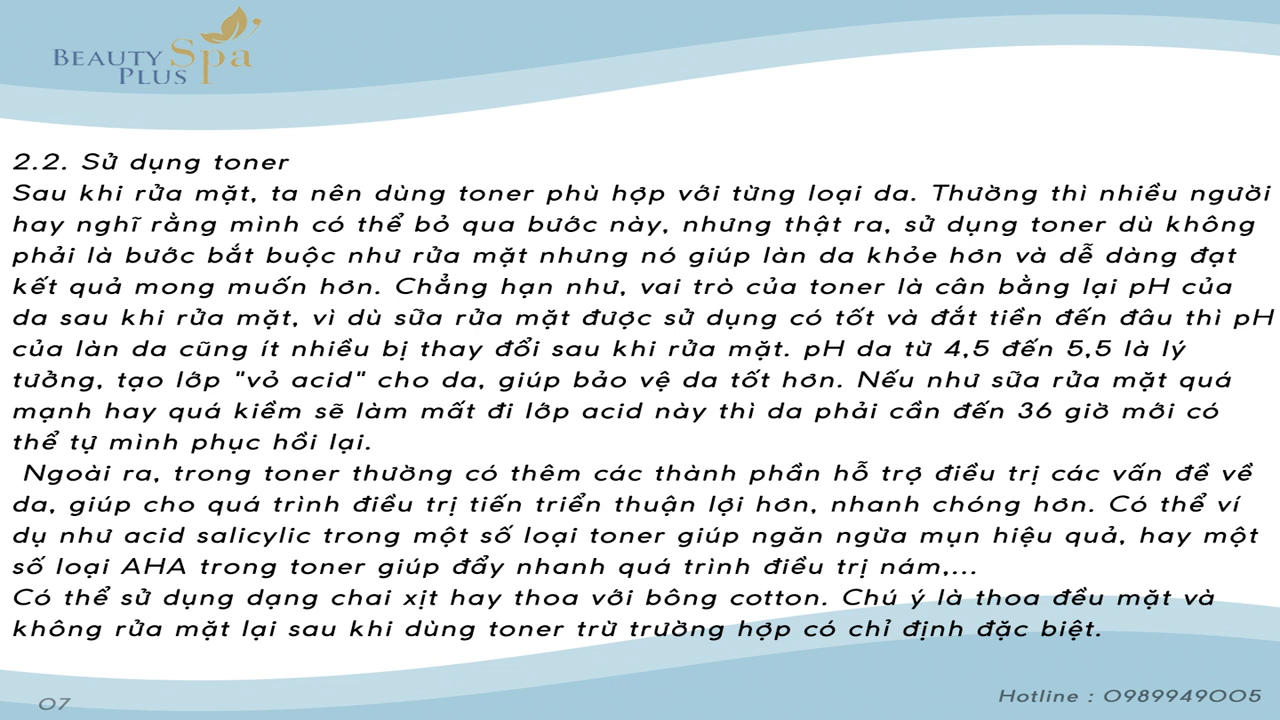 BEAUTY Spa
PLUS
2.2. Sử dụng toner
Sau khi rửa mặt, ta nên dùng toner phù hợp với từng loại da. Thường thì nhiều người
hay nghĩ rằng mình có thể bỏ qua bước này, nhưng thật ra, sử dụng toner dù không
phải là bước bắt buộc như rửa mặt nhưng nó giúp làn da khỏe hơn và dễ dàng đạt
kết quả mong muốn hơn. Chẳng hạn như, vai trò của toner là cân bằng lại pH của
da sau khi rửa mặt, vì dù sữa rửa mặt được sử dụng có tốt và đắt tiền đến đâu thì pH
của làn da cũng ít nhiều bị thay đổi sau khi rửa mặt. pH da từ 4,5 đến 5,5 là lý
tưởng, tạo lớp "vỏ acid" cho da, giúp bảo vệ da tốt hơn. Nếu như sữa rửa mặt quá
mạnh hay quá kiềm sẽ làm mất đi lớp acid này thì da phải cần đến 36 giờ mới có
thể tự mình phục hồi lại.
Ngoài ra, trong toner thường có thêm các thành phần hỗ trợ điều trị các vấn đề về
da, giúp cho quá trình điều trị tiến triển thuận lợi hơn, nhanh chóng hơn. Có thể ví
dụ như acid salicylic trong một số loại toner giúp ngăn ngừa mụn hiệu quả, hay một
số loại AHA trong toner giúp đẩy nhanh quá trình điều trị nám,...
Có thể sử dụng dạng chai xịt hay thoa với bông cotton. Chú ý là thoa đều mặt và
không rửa mặt lại sau khi dùng toner trừ trường hợp có chỉ định đặc biệt.
07
Hotline : 0989949005